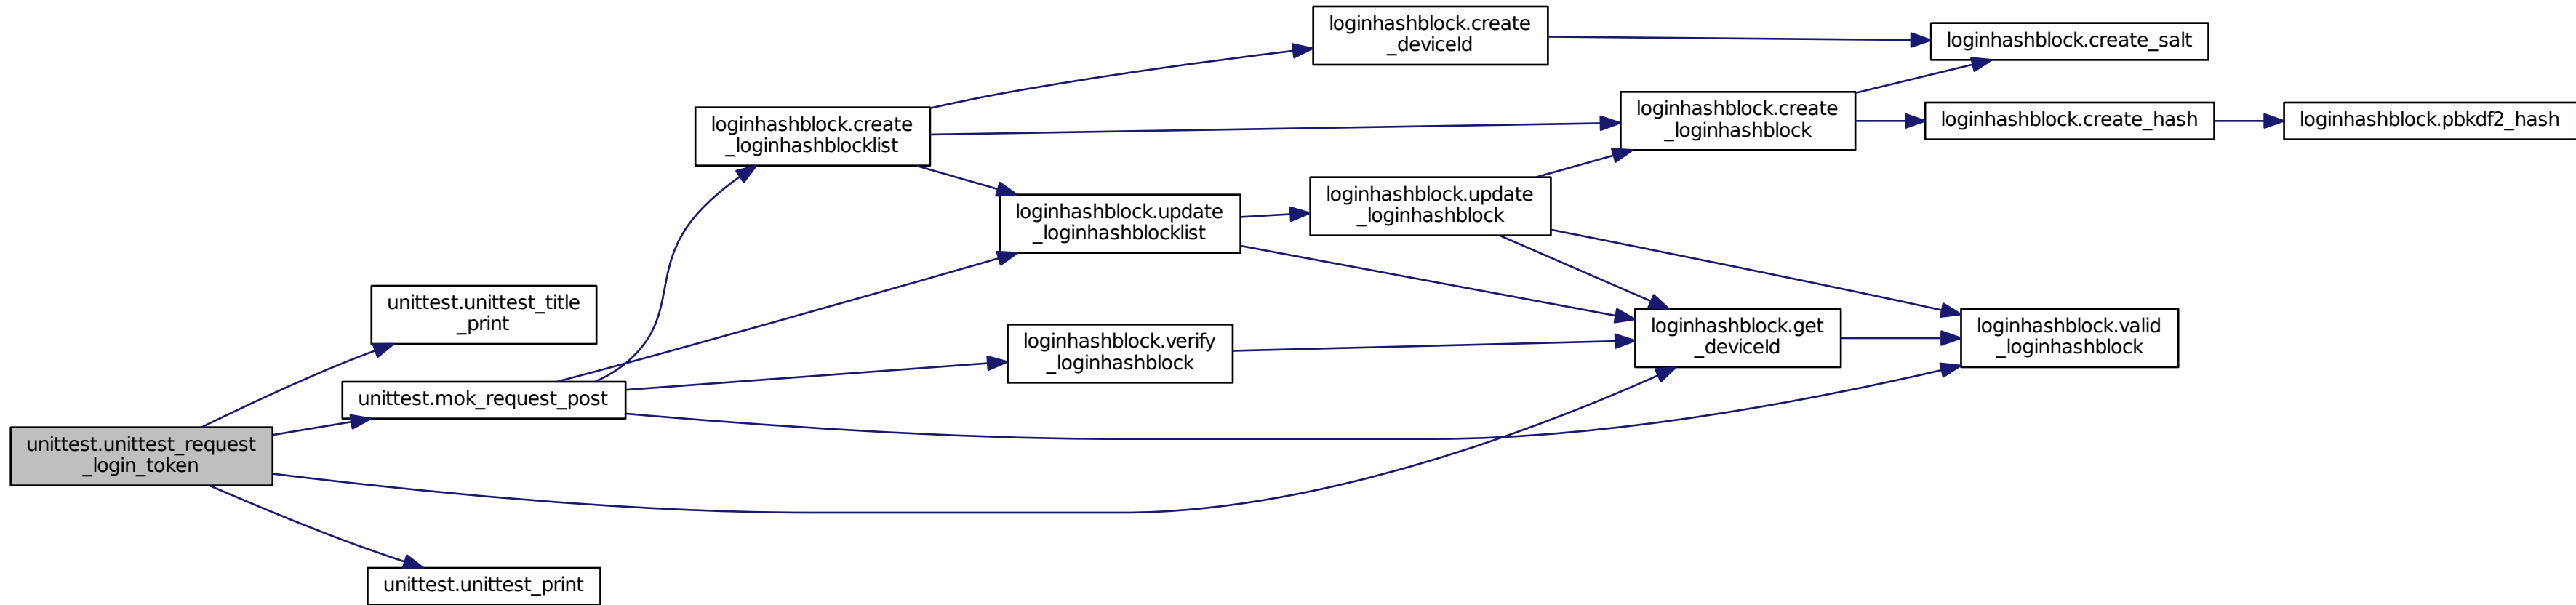 loginhashblock.create
_deviceId
loginhashblock.create_salt
loginhashblock.create
_loginhashblock
loginhashblock.create_hash
loginhashblock.pbkdf2_hash
loginhashblock.create
_loginhashblocklist
loginhashblock.update
_loginhashblock
loginhashblock.update
_loginhashblocklist
unittest.unittest_title
_print
loginhashblock.get
_deviceId
loginhashblock.valid
_loginhashblock
loginhashblock.verify
_loginhashblock
unittest.mok_request_post
unittest.unittest_request
_login_token
unittest.unittest_print